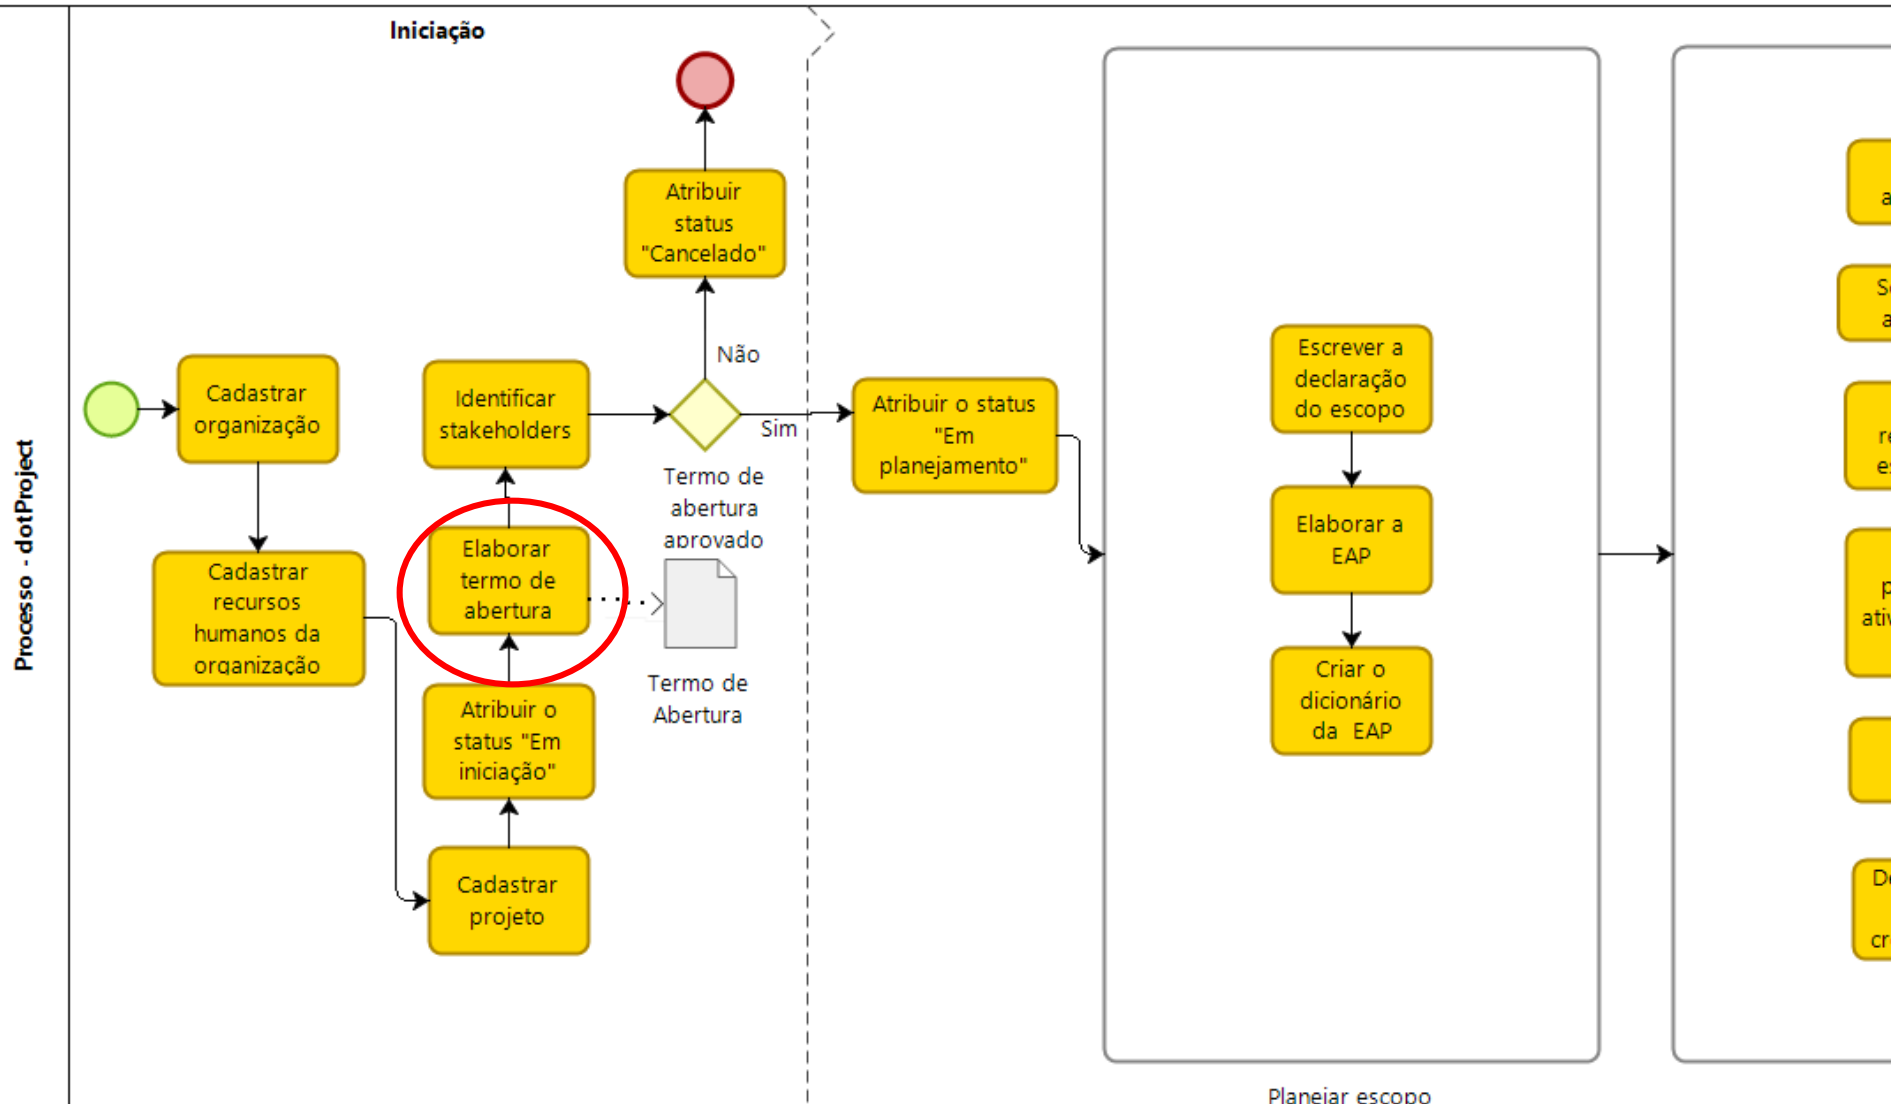 Processo - dotProject
Iniciação
Atribuir
status
"Cancelado"
Não
Cadastrar
organização
Identificar
stakeholders
Sim
Termo de
abertura
aprovado
Elaborar
termo de
abertura
Termo de
Abertura
Cadastrar
recursos
humanos da
organização
Atribuir o
status "Em
iniciação"
Cadastrar
projeto
Atribuir o status
"Em
planejamento"
Escrever a
declaração
do escopo
Elaborar a
EAP
Criar o
dicionário
da EAP
Planejar escopo